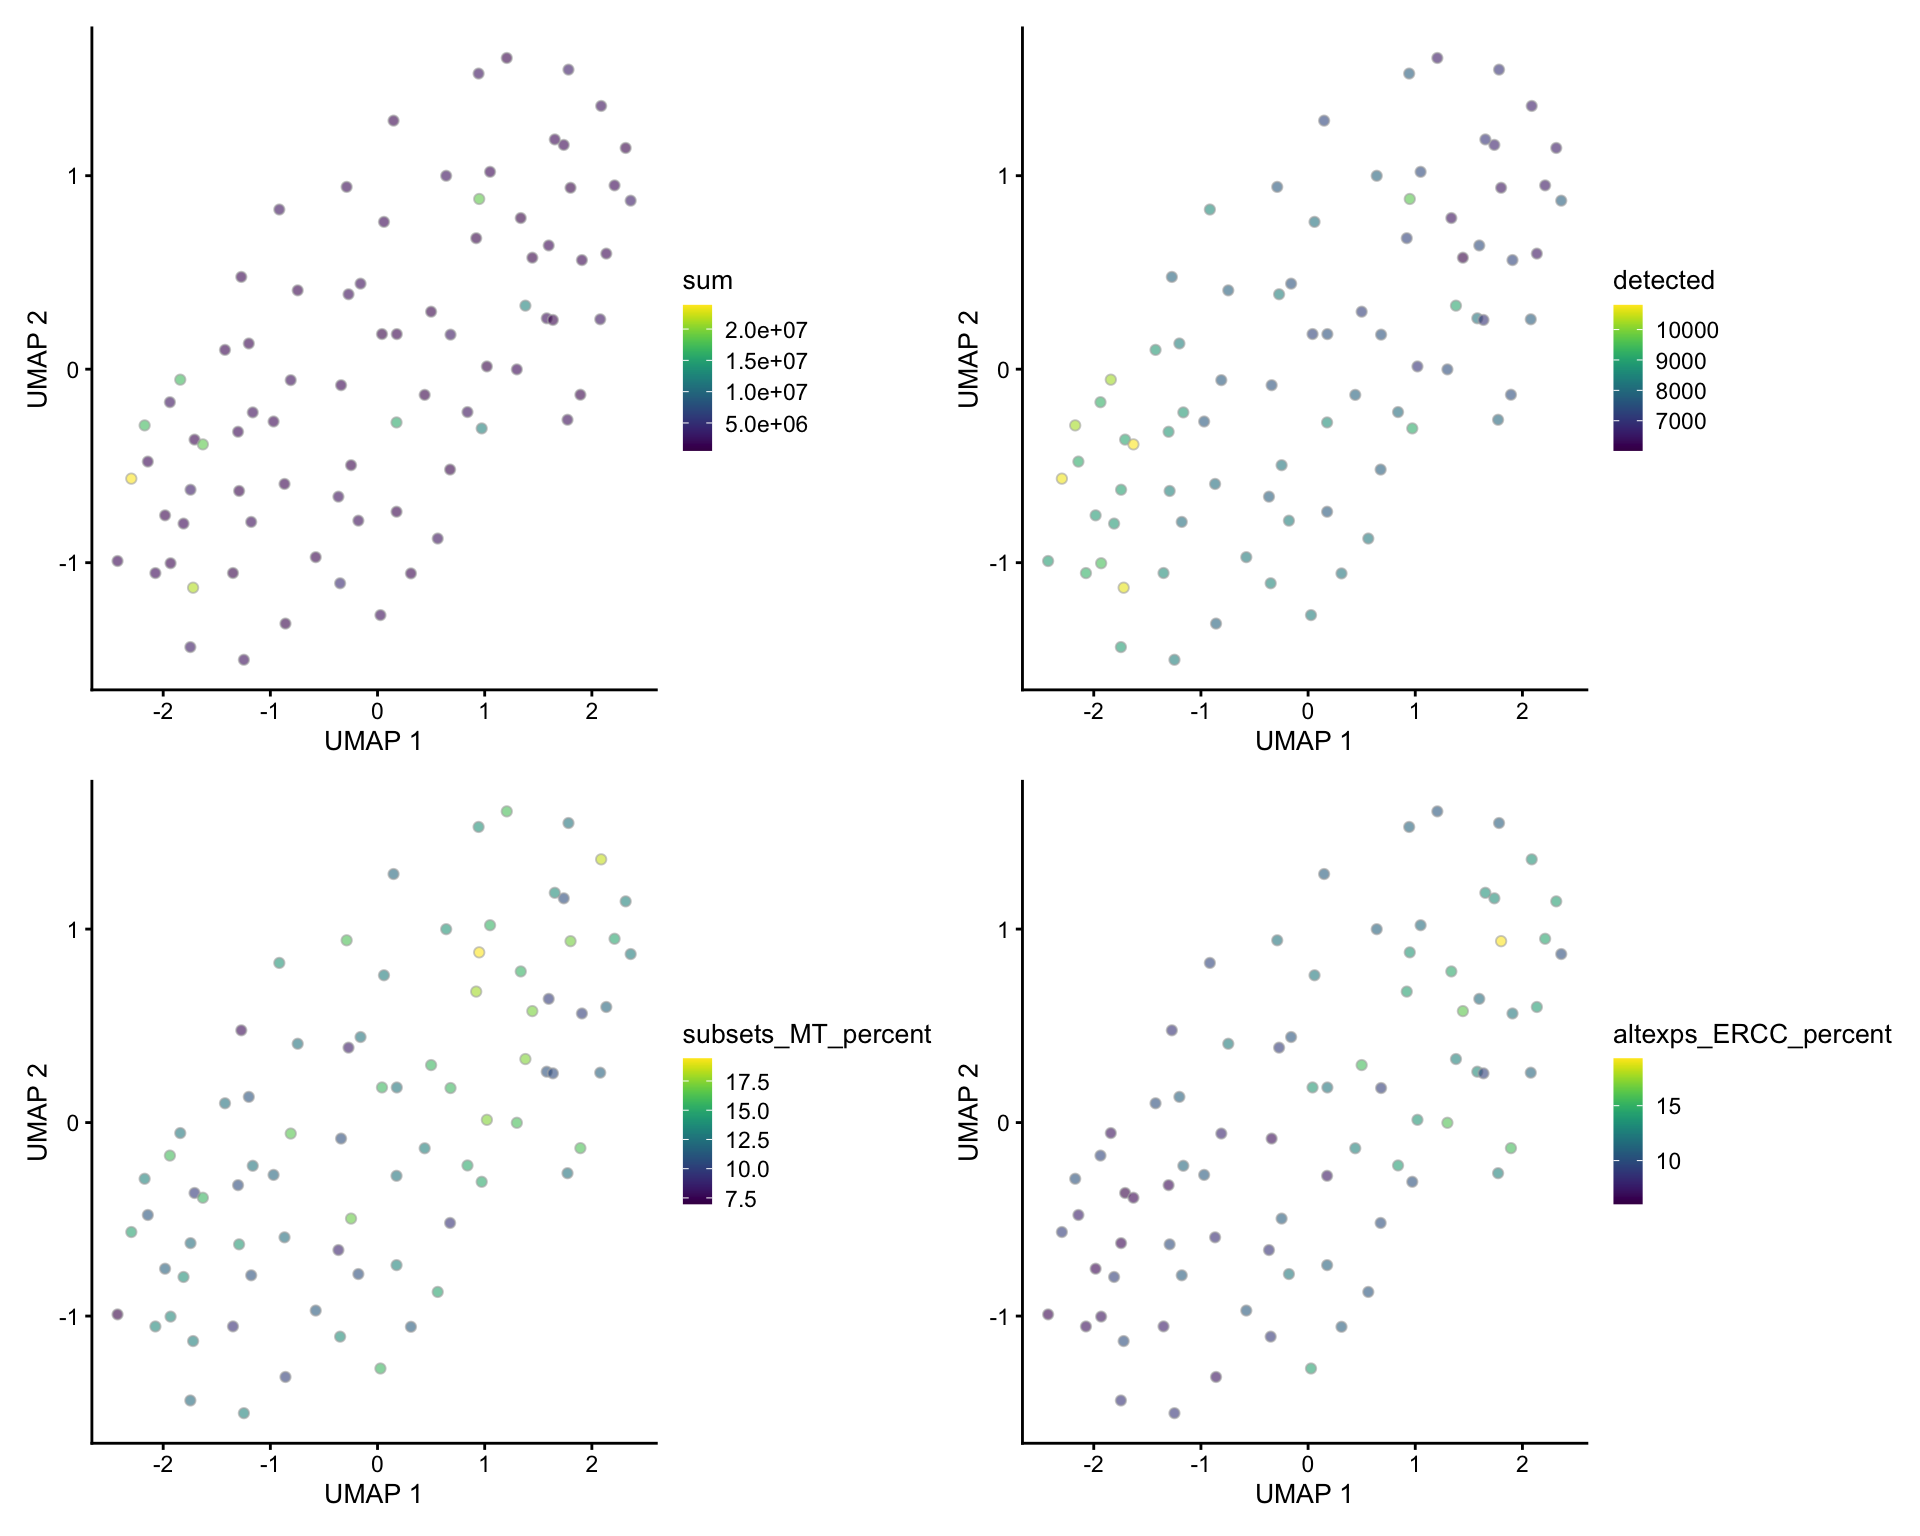 1
0
-1
UMAP 2
-2 -1 0 1 2
UMAP 1
sum
2.0e+07
1.5e+07
1.0e+07
5.0e+06
1
0
-1
UMAP 2
-2 -1 0 1 2
UMAP 1
detected
10000
9000
8000
7000
1
0
-1
UMAP 2
-2 -1 0 1 2
UMAP 1
subsets_MT_percent
17.5
15.0
12.5
10.0
7.5
1
0
-1
UMAP 2
-2 -1 0 1 2
UMAP 1
altexps_ERCC_percent
15
10